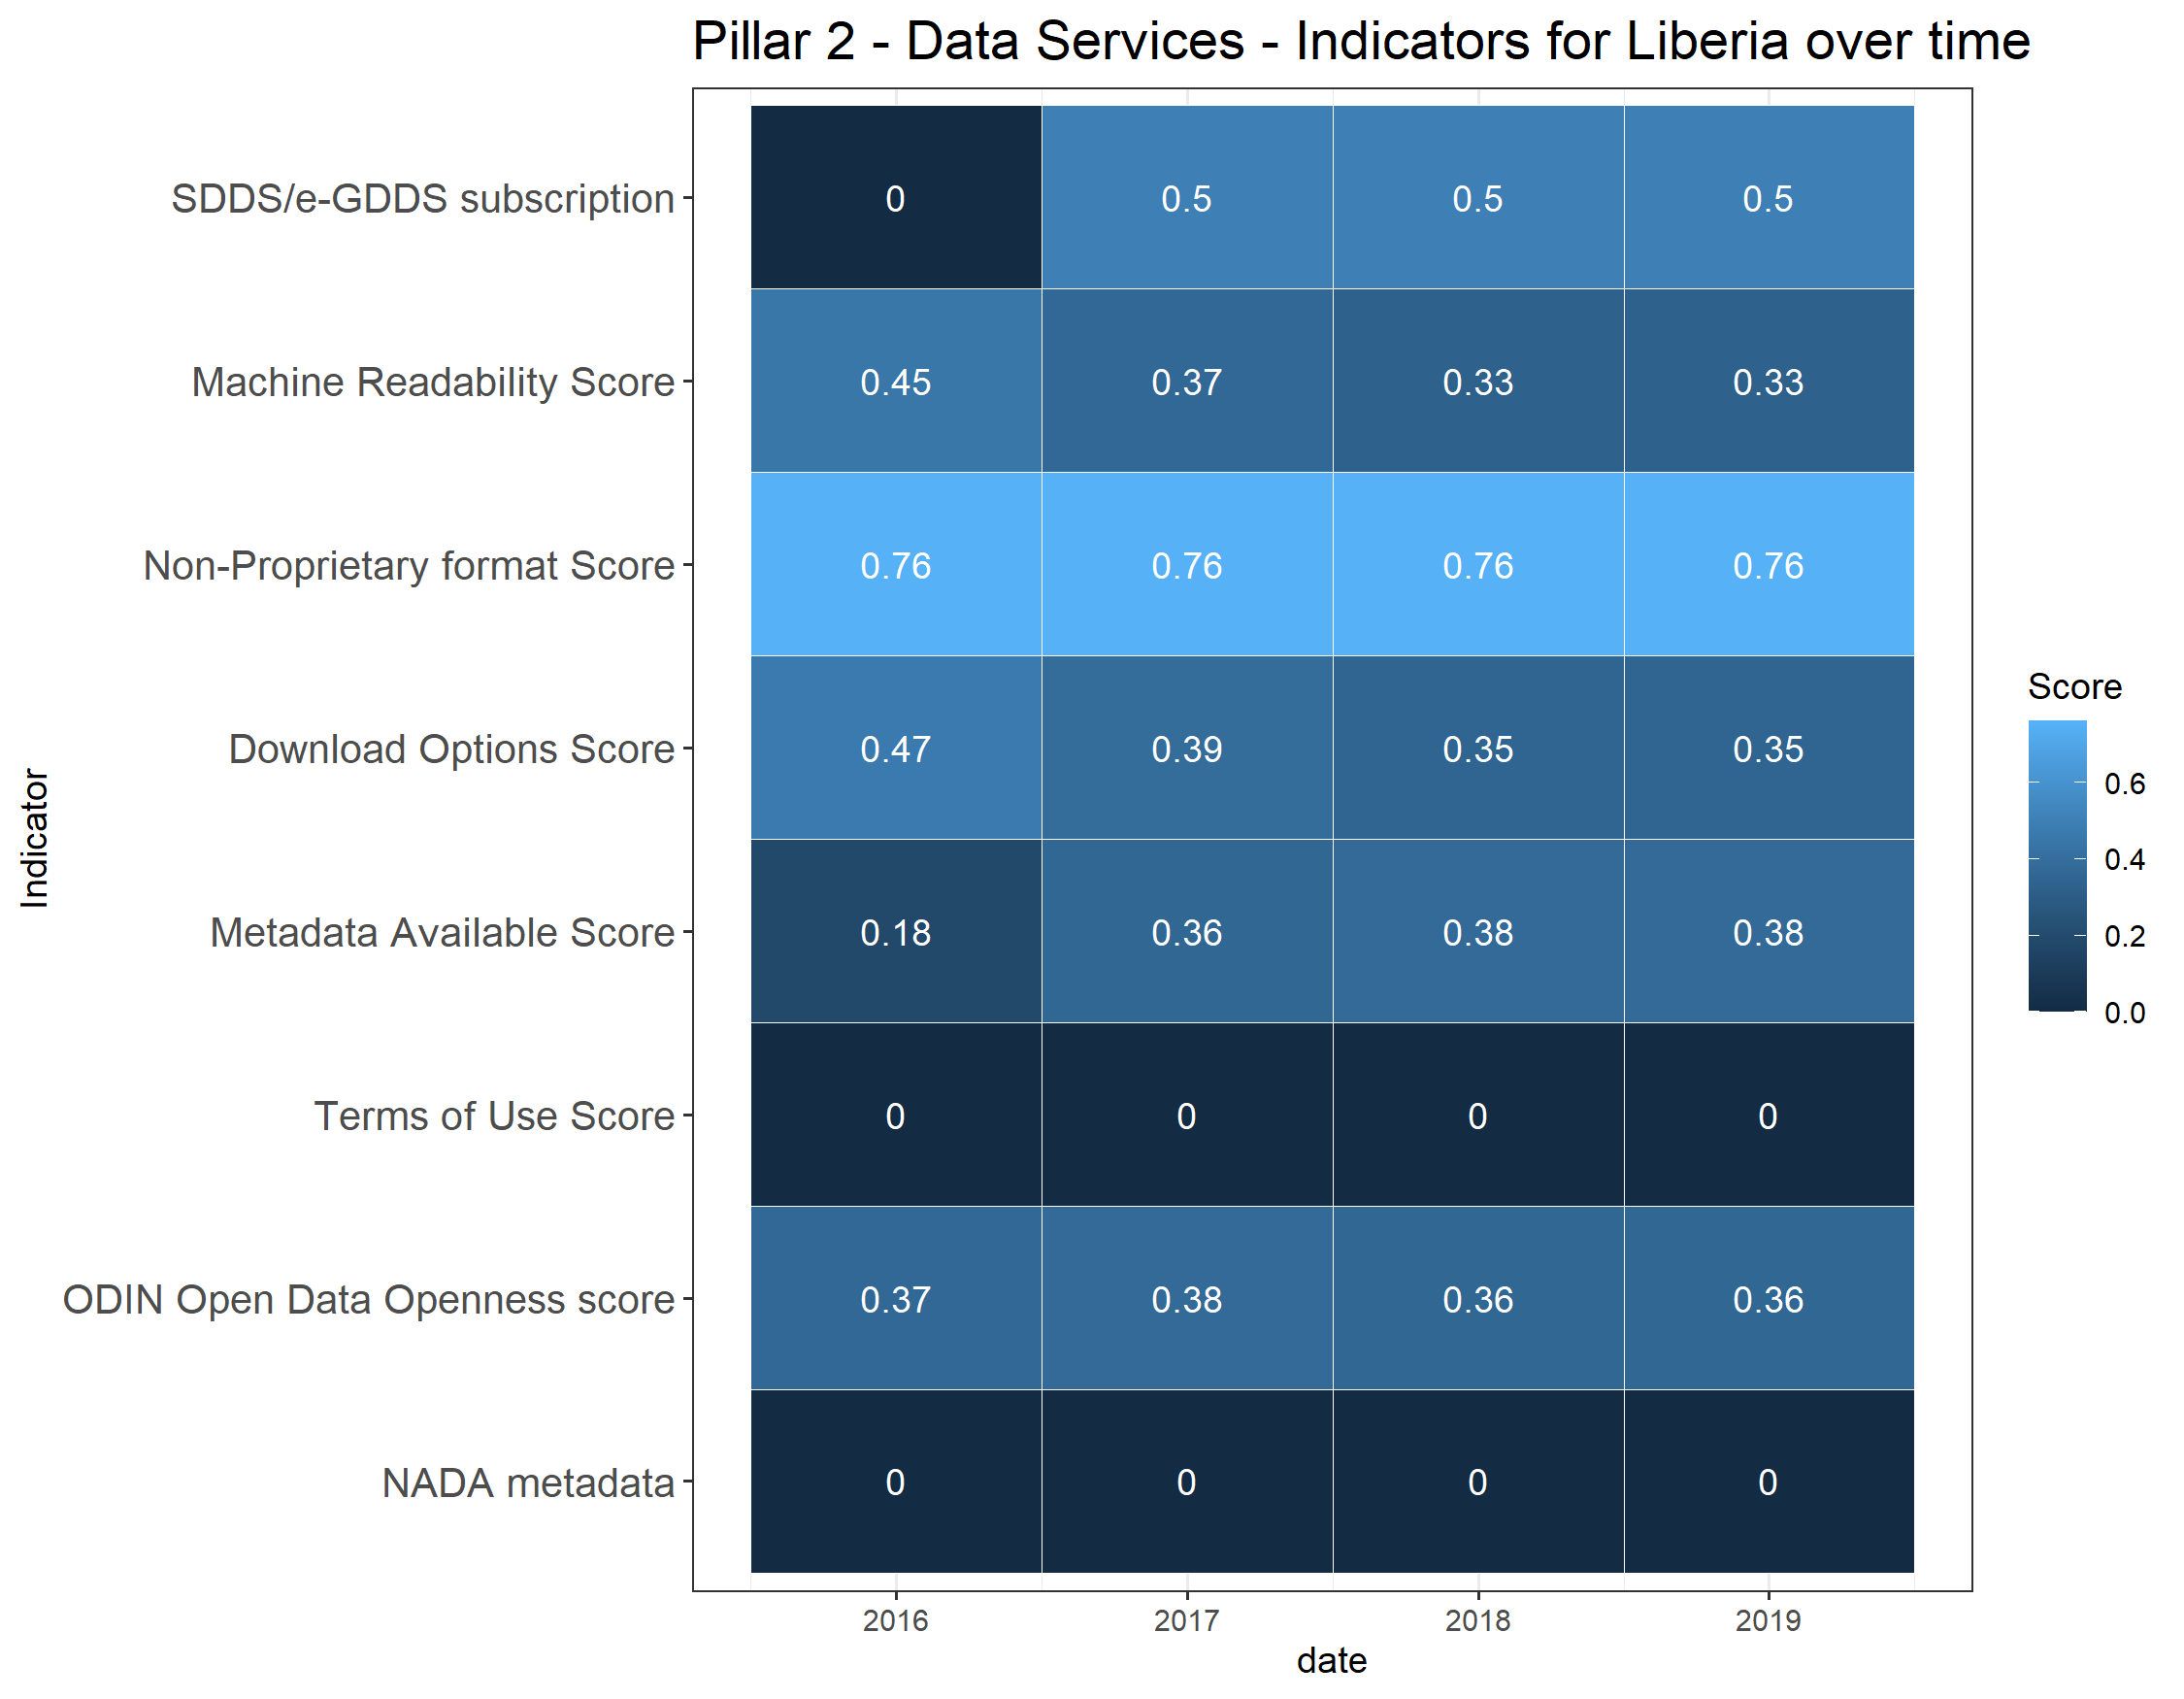 Pillar 2 - Data Services - Indicators for Liberia over time
Indicator
SDDS/e-GDDS subscription 0 0.5 0.5 0.5
Machine Readability Score 0.45 0.37 0.33 0.33
Non-Proprietary format Score 0.76 0.76 0.76 0.76
Download Options Score 0.47 0.39 0.35 0.35
Metadata Available Score 0.18 0.36 0.38 0.38
Terms of Use Score 0 0 0 0
ODIN Open Data Openness score 0.37 0.38 0.36 0.36
NADA metadata 0 0 0 0
2016 2017 2018 2019
date
Score
0.6
0.4
0.2
0.0